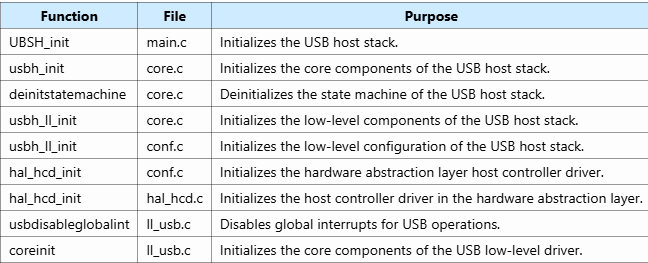 Function File Purpose
UBSH_init main.c Initializes the USB host stack.
usbh_init core.c Initializes the core components of the USB host stack.
deinitstatemachine core.c Deinitializes the state machine of the USB host stack.
usbh_ll_init core.c Initializes the low-level components of the USB host stack.
usbh_ll_init conf.c Initializes the low-level configuration of the USB host stack.
hal_hcd_init conf.c Initializes the hardware abstraction layer host controller driver.
hal_hcd_init hal_hcd.c Initializes the host controller driver in the hardware abstraction layer.
usbdisableglobalint ll_usb.c Disables global interrupts for USB operations.
coreinit ll_usb.c Initializes the core components of the USB low-level driver.